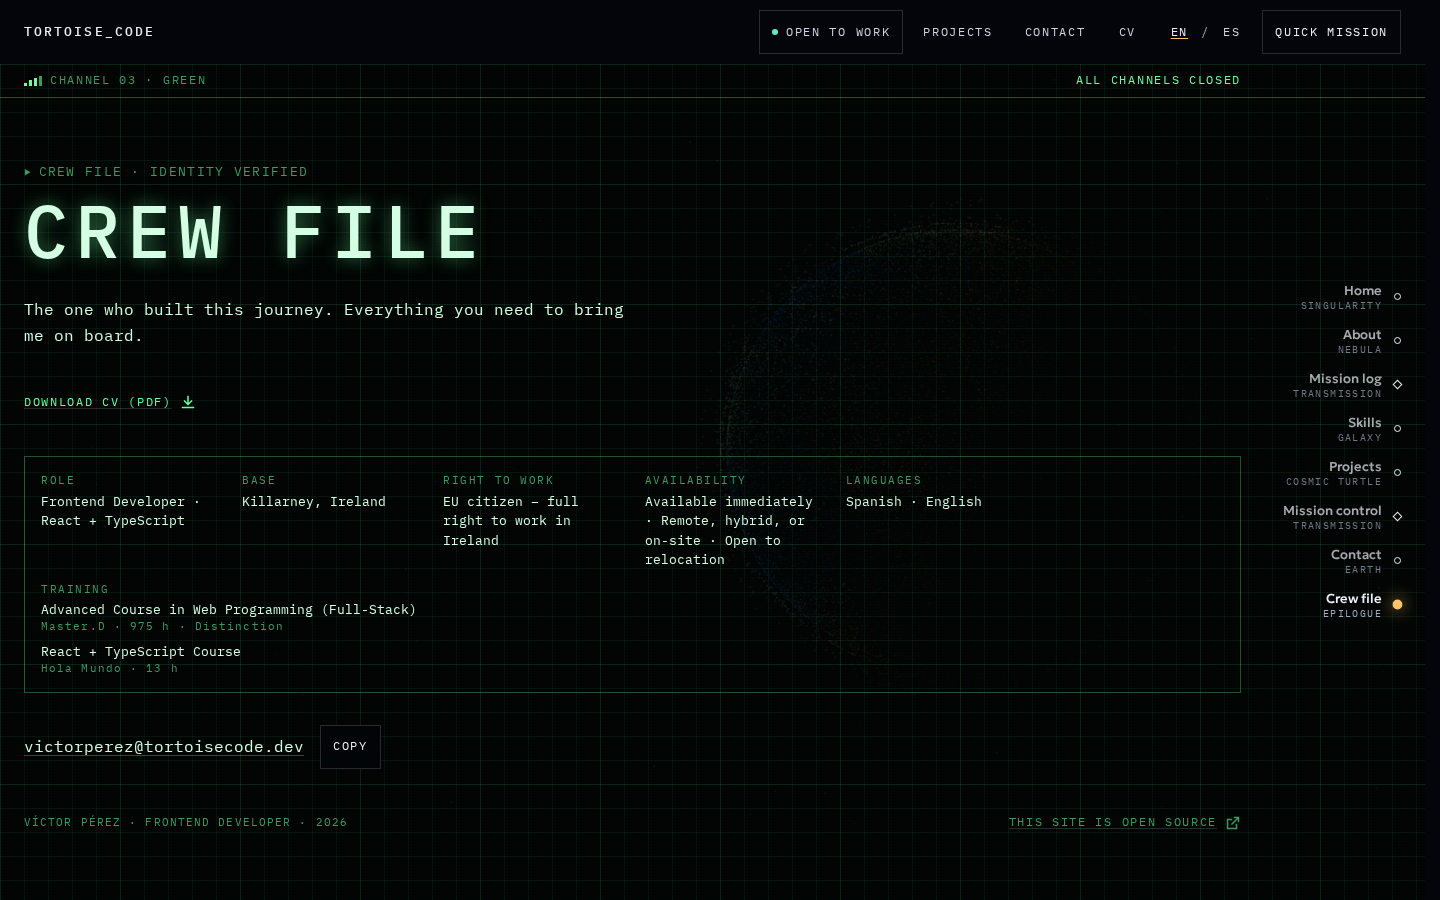 TORTOISE_CODE
OPEN TO WORK
PROJECTS
CONTACT
CV
EN / ES
QUICK MISSION
CHANNEL 03 · GREEN
ALL CHANNELS CLOSED
CREW FILE · IDENTITY VERIFIED
CREW FILE
The one who built this journey. Everything you need to bring
me on board.
DOWNLOAD CV (PDF)
ROLE
Frontend Developer ·
React + TypeScript
BASE
Killarney, Ireland
RIGHT TO WORK
EU citizen — full
right to work in
Ireland
AVAILABILITY
Available immediately
· Remote, hybrid, or
on-site · Open to
relocation
LANGUAGES
Spanish · English
TRAINING
Advanced Course in Web Programming (Full-Stack)
Master.D · 975 h · Distinction
React + TypeScript Course
Hola Mundo · 13 h
victorperez@tortoisecode.dev
COPY
VÍCTOR PÉREZ · FRONTEND DEVELOPER · 2026
THIS SITE IS OPEN SOURCE
Home
SINGULARITY
About
NEBULA
Mission log
TRANSMISSION
Skills
GALAXY
Projects
COSMIC TURTLE
Mission control
TRANSMISSION
Contact
EARTH
Crew file
EPILOGUE